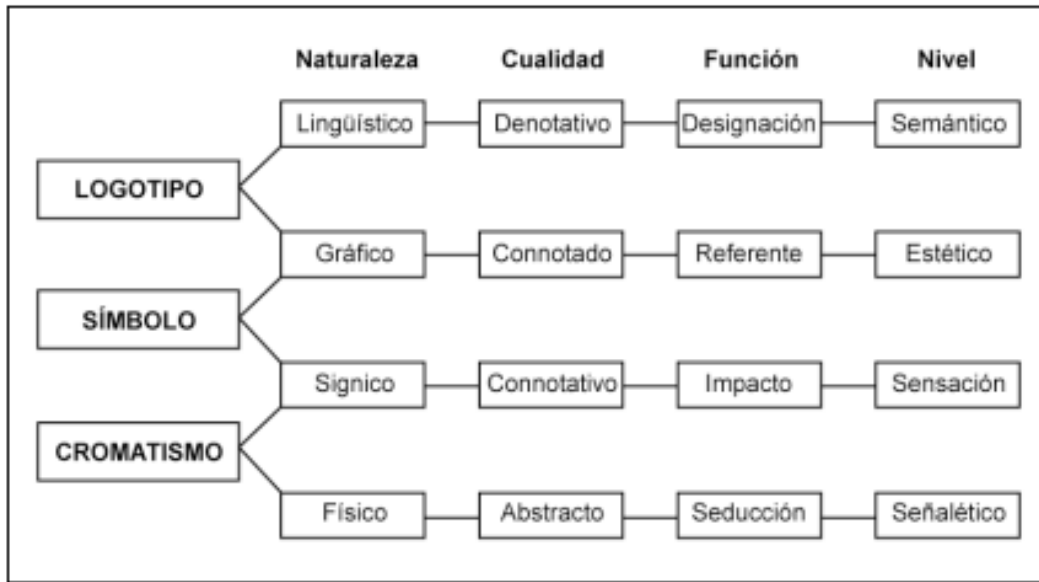 Naturaleza Cualidad Función Nivel
Lingüístico Denotativo Designación Semántico
LOGOTIPO
Gráfico Connotado Referente Estético
SÍMBOLO
Signico Connotativo Impacto Sensación
CROMATISMO
Físico Abstracto Seducción Señalético